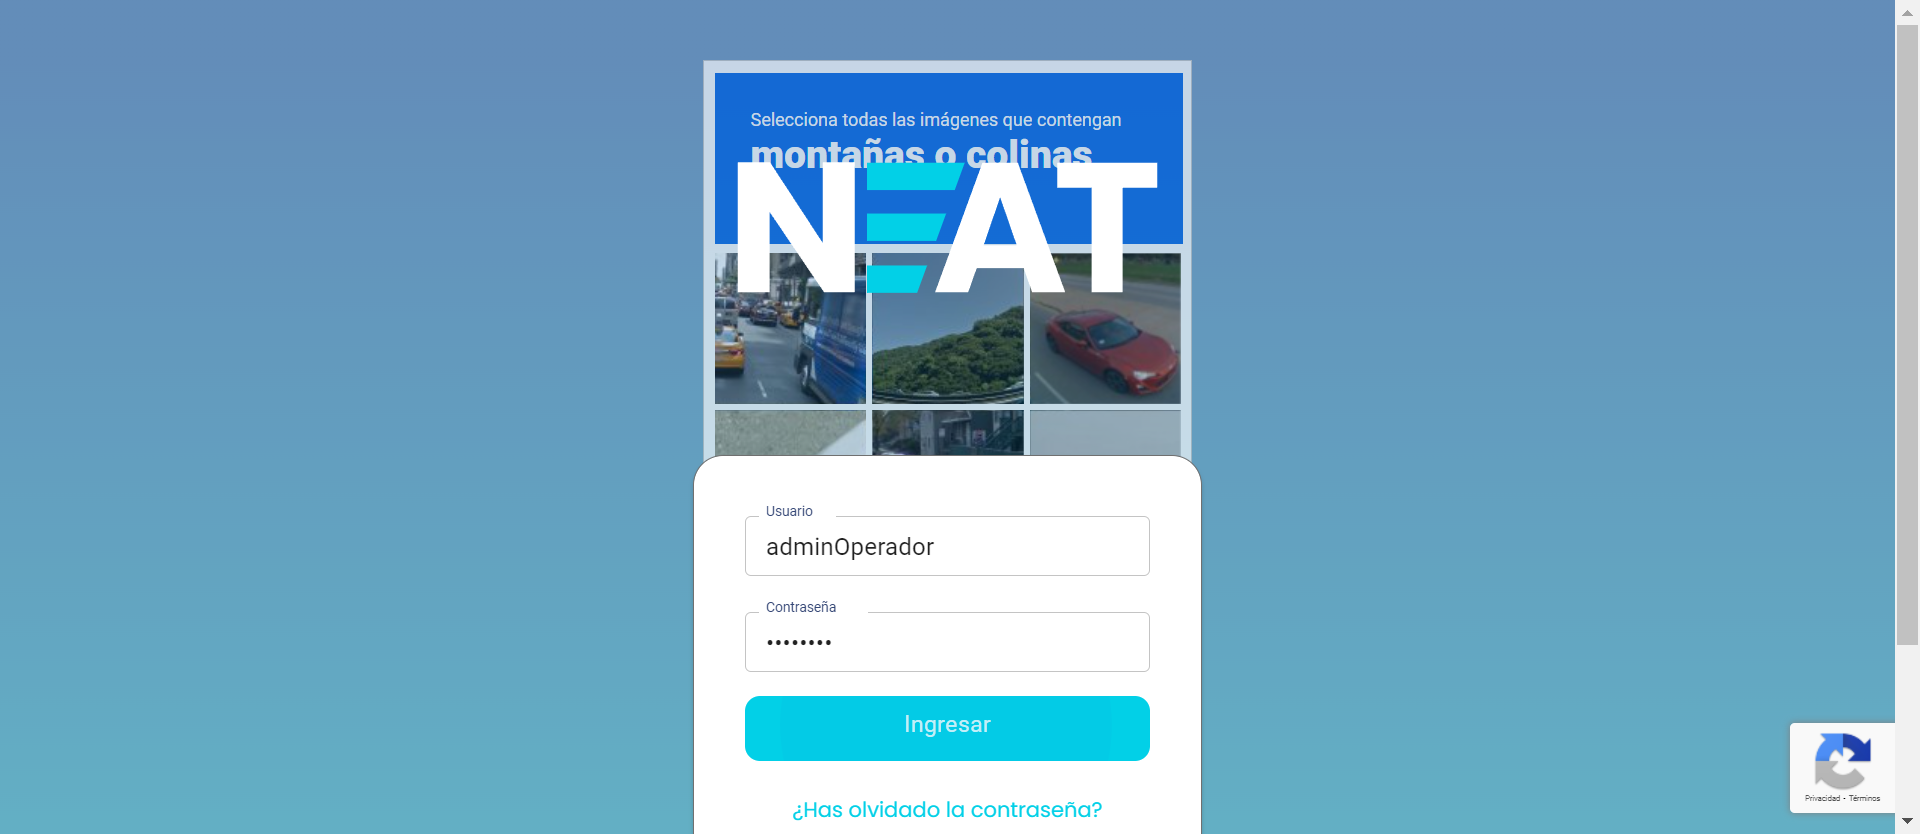 Selecciona todas las imágenes que contengan
montañas o colinas
NEAT
Usuario
adminOperador
Contraseña
••••••••
Ingresar
¿Has olvidado la contraseña?
Privacidad - Términos